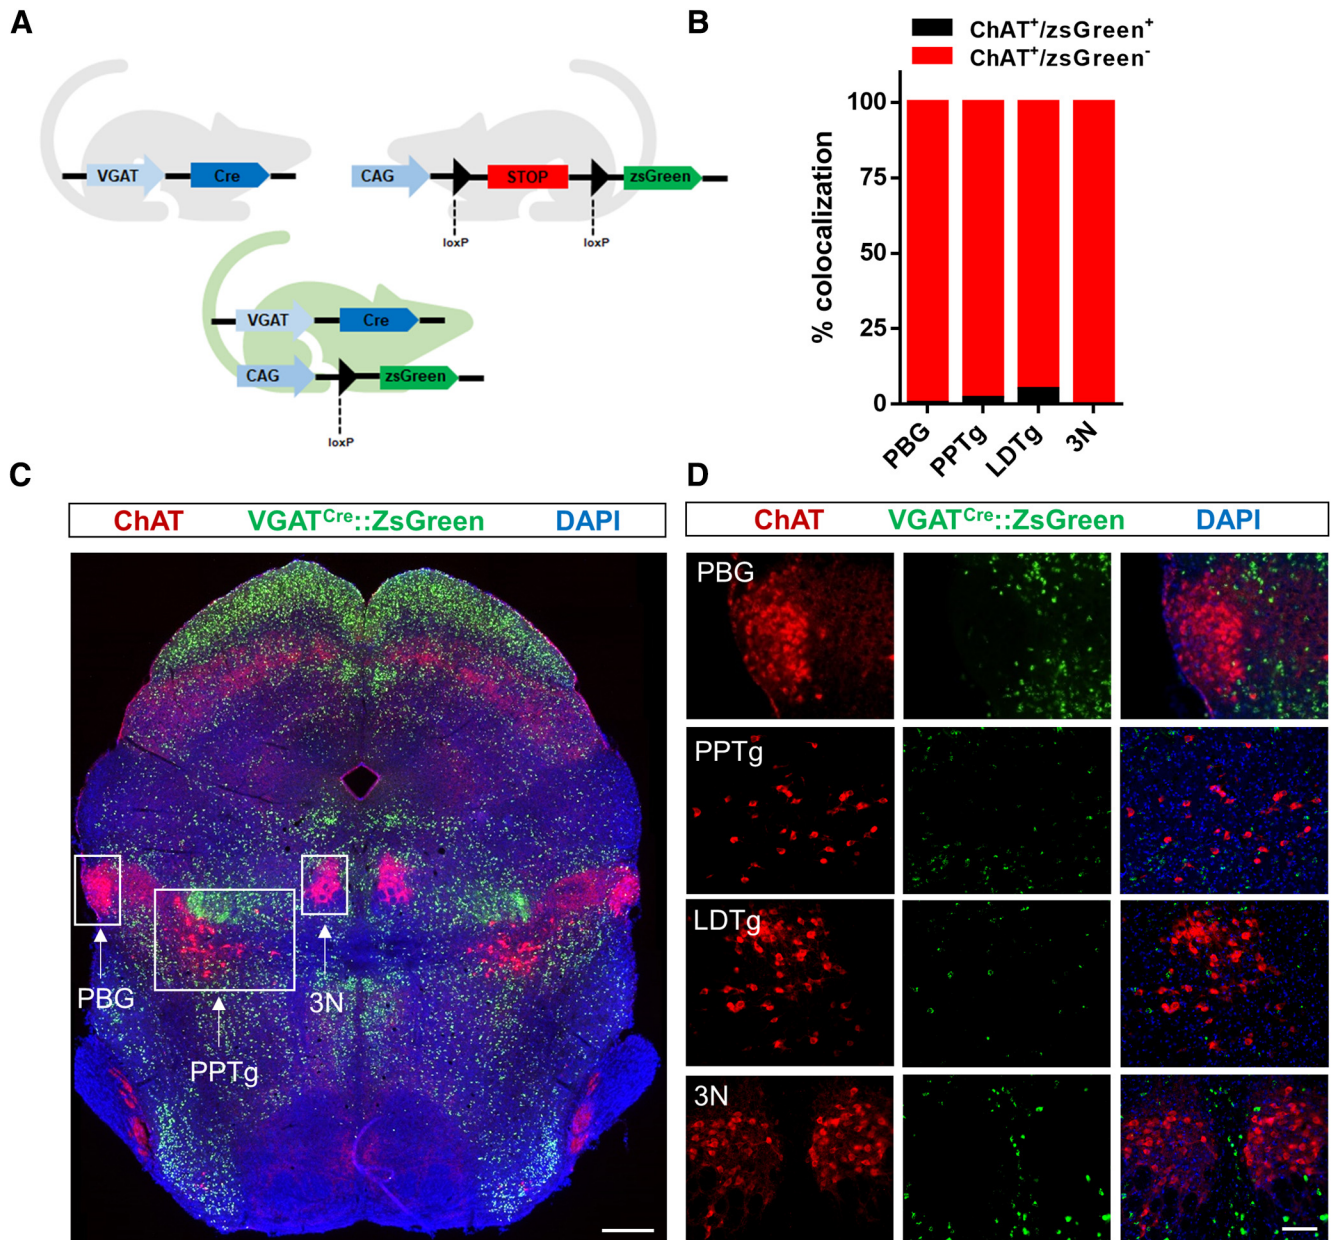 A
VGAT Cre
CAG STOP zsGreen
loxP loxP
VGAT Cre
CAG zsGreen
loxP
B
ChAT⁺/zsGreen⁺
ChAT⁺/zsGreen⁻
% colocalization
100
75
50
25
0
PBG PPTg LDTg 3N
C
ChAT VGATᶜʳᵉ::ZsGreen DAPI
PBG
PPTg
3N
D
ChAT VGATᶜʳᵉ::ZsGreen DAPI
PBG
PPTg
LDTg
3N